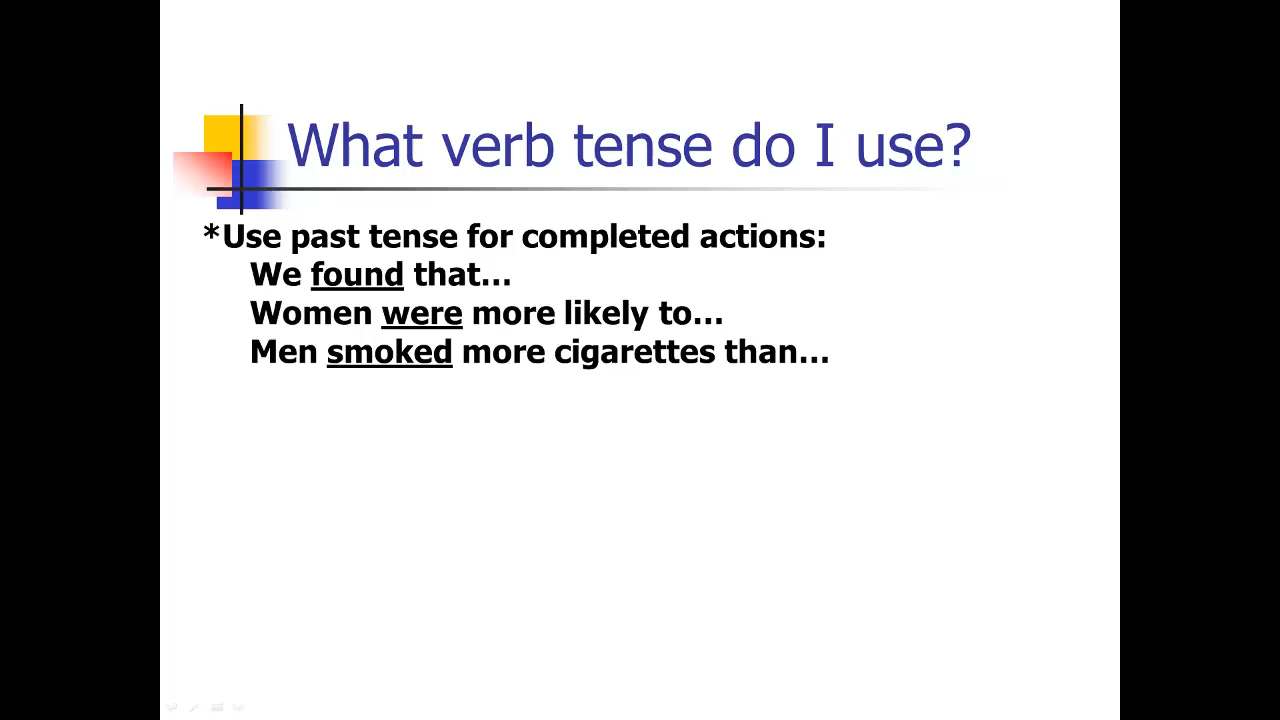 What verb tense do I use?
*Use past tense for completed actions:
We found that...
Women were more likely to...
Men smoked more cigarettes than...